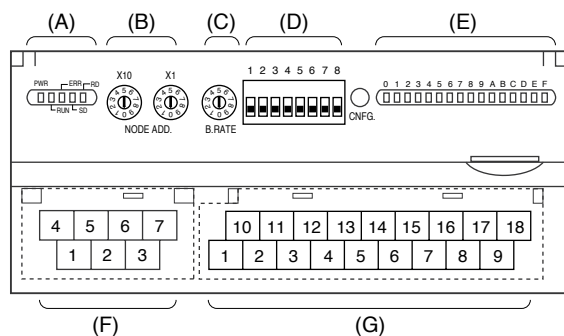 (A) (B) (C) (D) (E)
PWR ERR RD
RUN SD
X10 X1
NODE ADD.
B.RATE
1 2 3 4 5 6 7 8
CNFG.
0 1 2 3 4 5 6 7 8 9 A B C D E F
4 5 6 7
1 2 3
10 11 12 13 14 15 16 17 18
1 2 3 4 5 6 7 8 9
(F) (G)